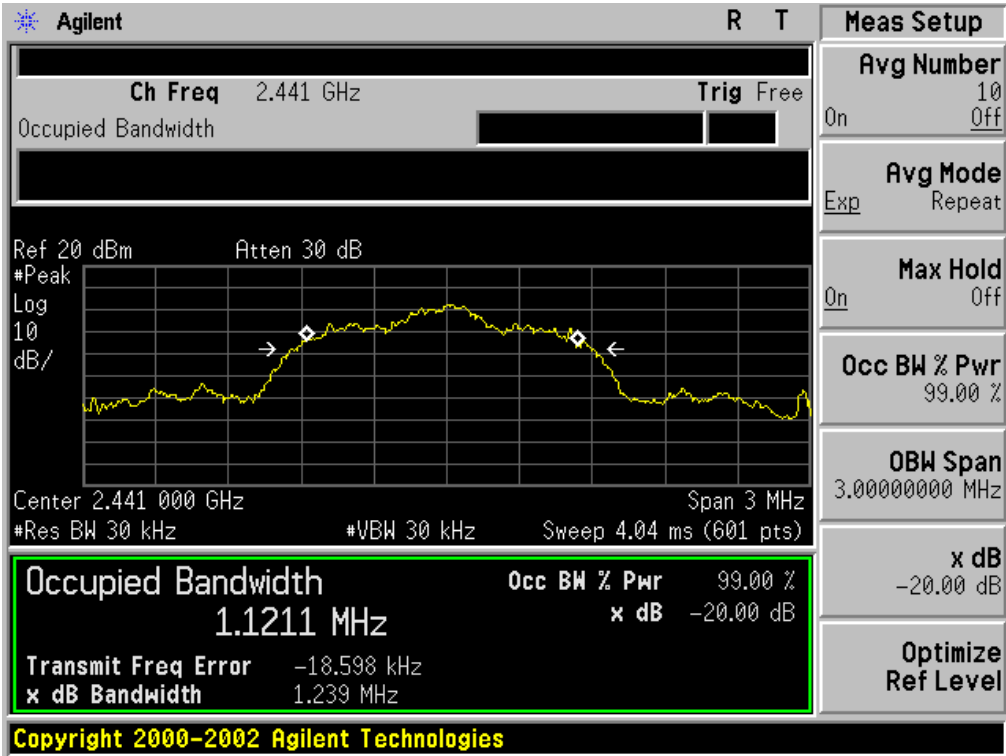 Agilent R T
Ch Freq 2.441 GHz Trig Free
Occupied Bandwidth
Ref 20 dBm Atten 30 dB
#Peak
Log
10
dB/
Center 2.441 000 GHz Span 3 MHz
#Res BW 30 kHz #VBW 30 kHz Sweep 4.04 ms (601 pts)
Occupied Bandwidth
1.1211 MHz
Occ BW % Pwr 99.00 %
x dB -20.00 dB
Transmit Freq Error -18.598 kHz
x dB Bandwidth 1.239 MHz
Copyright 2000-2002 Agilent Technologies
Meas Setup
Avg Number
10
On Off
Avg Mode
Exp Repeat
Max Hold
On Off
Occ BW % Pwr
99.00 %
OBW Span
3.00000000 MHz
x dB
-20.00 dB
Optimize
Ref Level